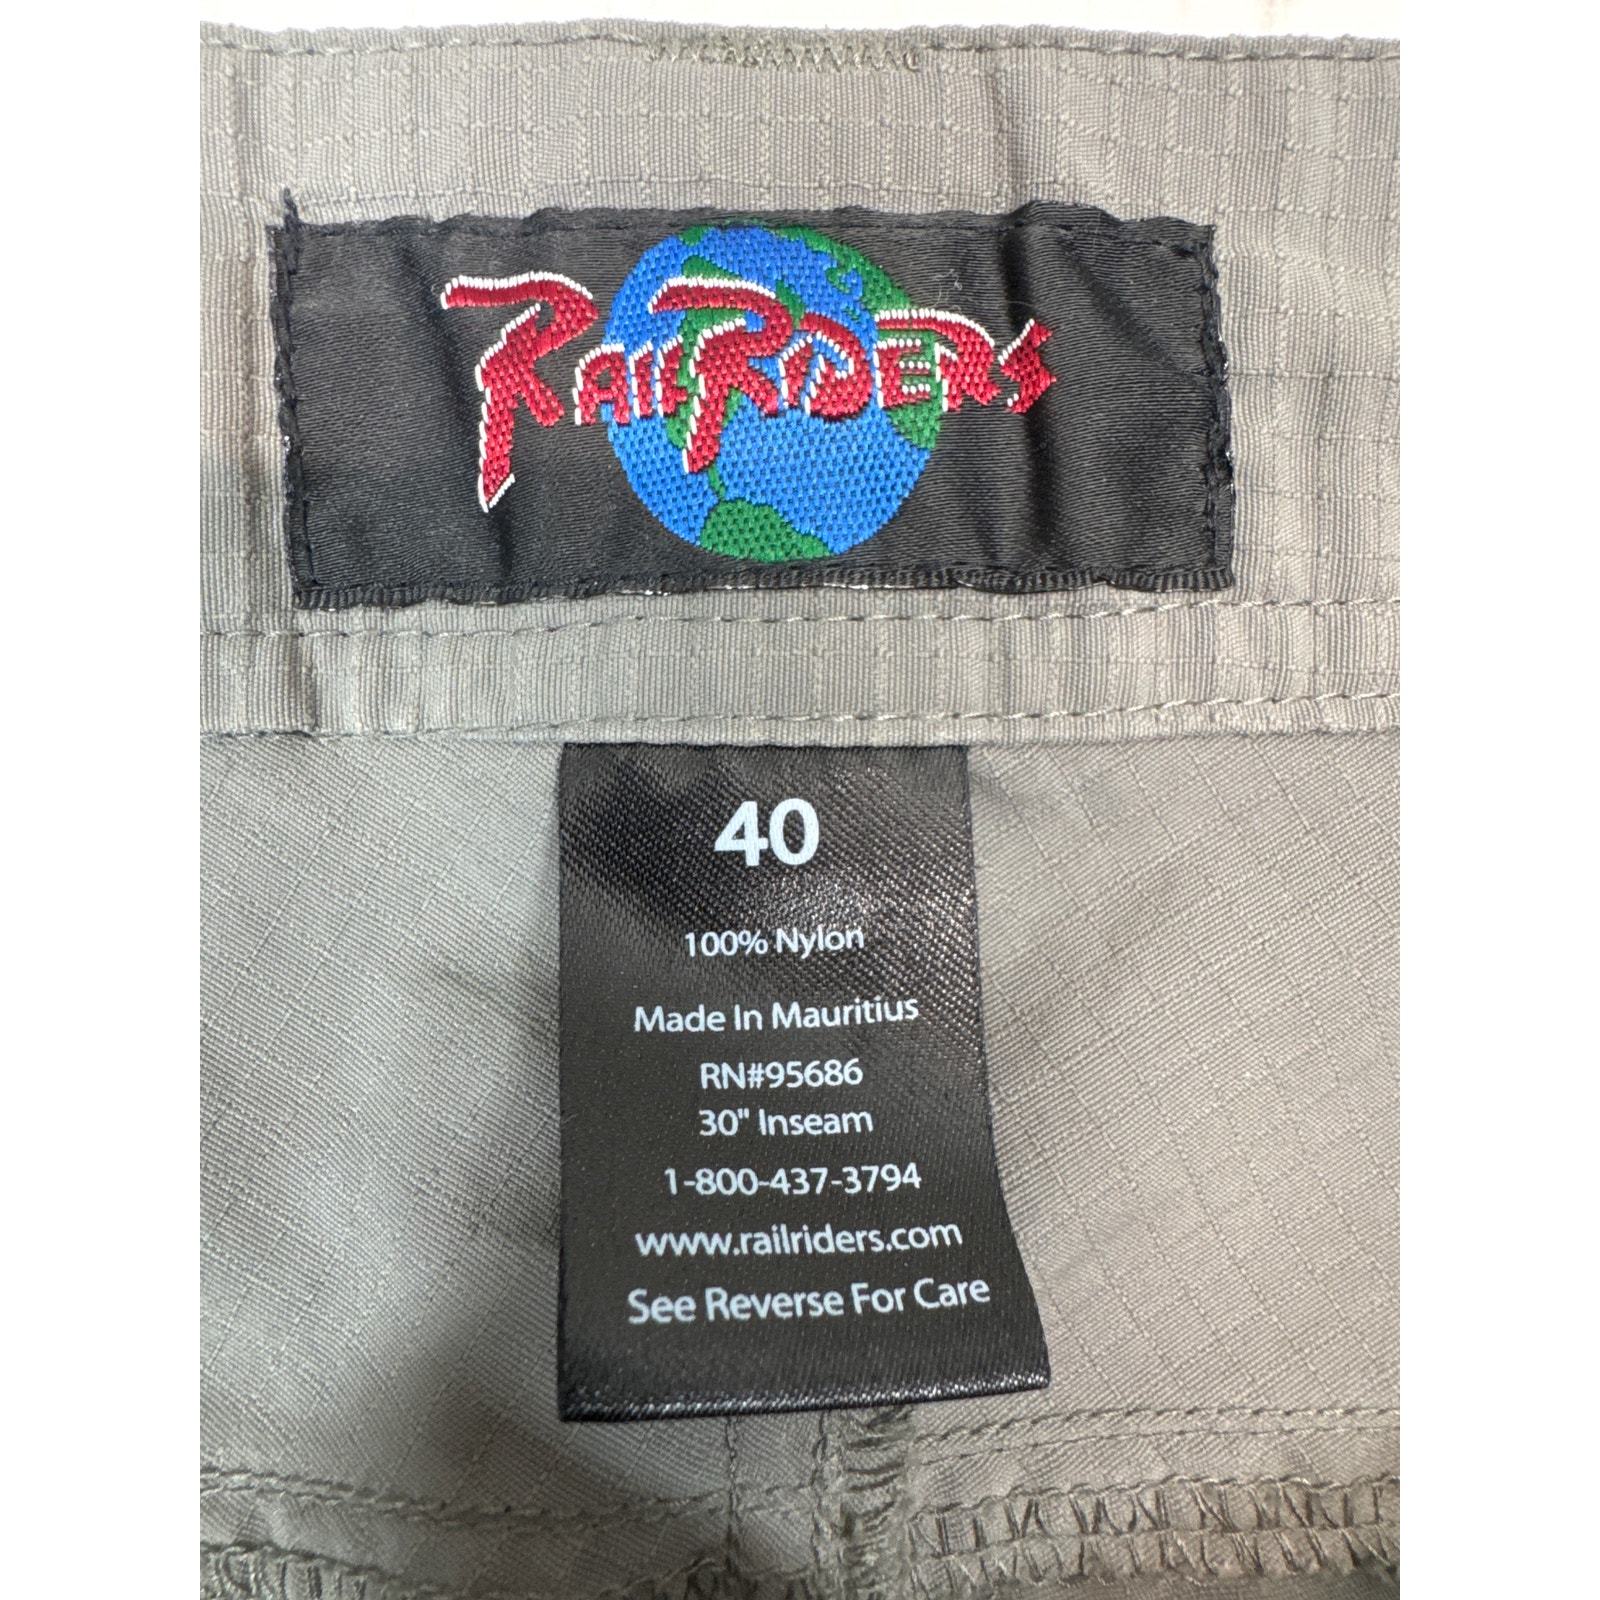 RAILRIDERS
40
100% Nylon
Made In Mauritius
RN#95686
30" Inseam
1-800-437-3794
www.railriders.com
See Reverse For Care